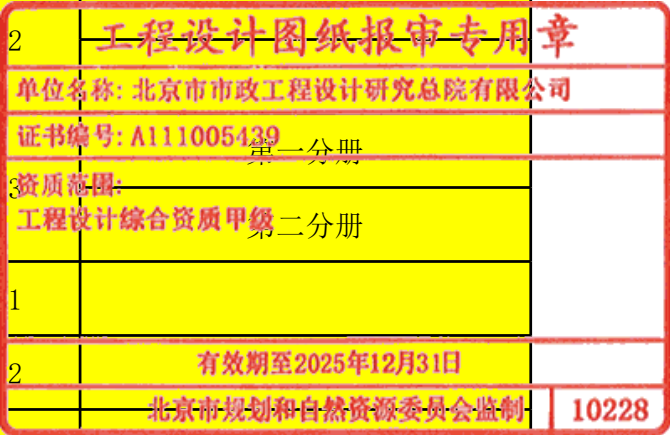 2
工程设计图纸报审专用章
单位名称: 北京市市政工程设计研究总院有限公司
证书编号: A111005439
第一分册
3
资质范围:
工程设计综合资质甲级
第二分册
1
有效期至2025年12月31日
2
北京市规划和自然资源委员会监制
10228